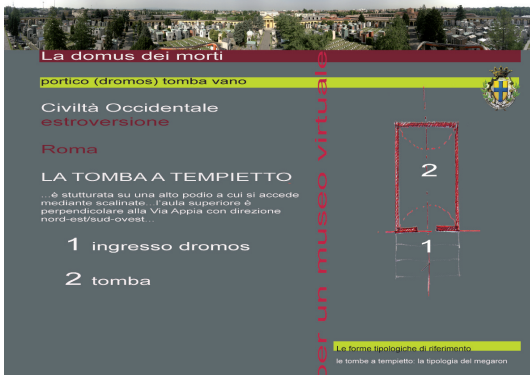 La domus dei morti
portico (dromos) tomba vano
Civiltà Occidentale
estroversione
Roma
LA TOMBA A TEMPIETTO
...è stutturata su una alto podio a cui si accede
mediante scalinate...l'aula superiore è
perpendicolare alla Via Appia con direzione
nord-est/sud-ovest...
1 ingresso dromos
2 tomba
per un museo virtuale
2
1
Le forme tipologiche di riferimento
le tombe a tempietto: la tipologia del megaron